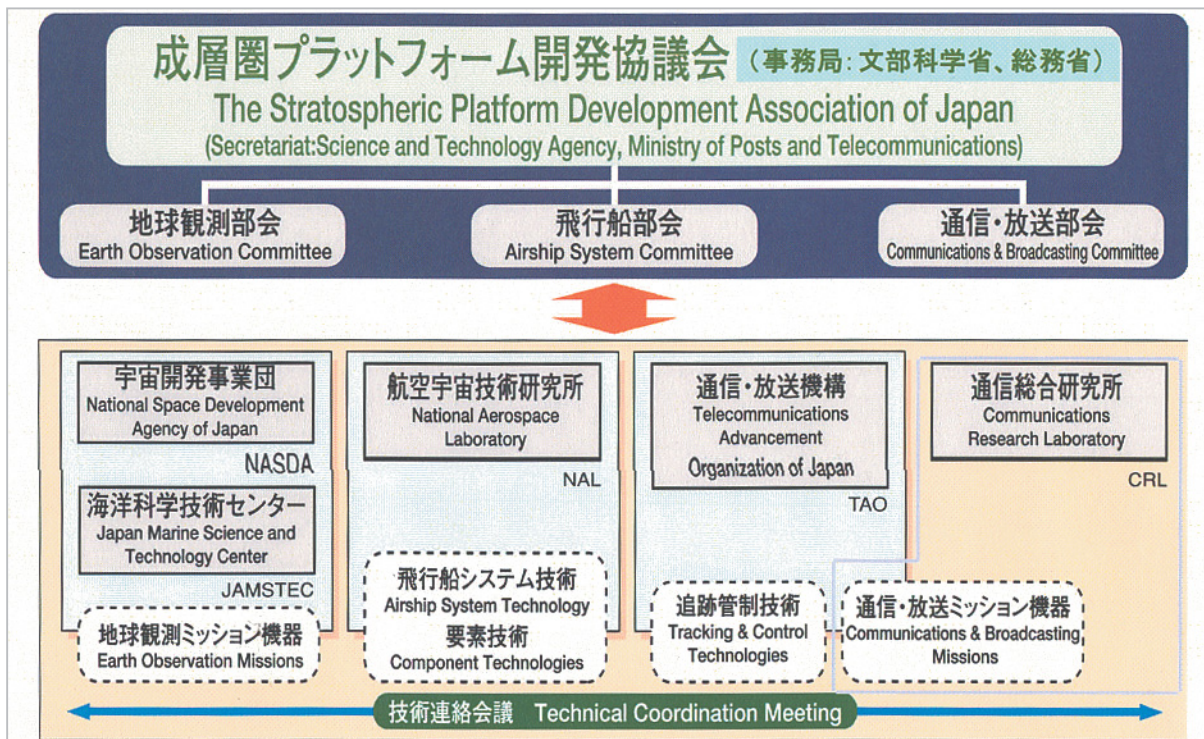 成層圏プラットフォーム開発協議会 (事務局:文部科学省、総務省)
The Stratospheric Platform Development Association of Japan
(Secretariat:Science and Technology Agency, Ministry of Posts and Telecommunications)
地球観測部会
Earth Observation Committee
飛行船部会
Airship System Committee
通信・放送部会
Communications & Broadcasting Committee
宇宙開発事業団
National Space Development
Agency of Japan
NASDA
海洋科学技術センター
Japan Marine Science and
Technology Center
JAMSTEC
地球観測ミッション機器
Earth Observation Missions
航空宇宙技術研究所
National Aerospace
Laboratory
NAL
飛行船システム技術
Airship System Technology
要素技術
Component Technologies
通信・放送機構
Telecommunications
Advancement
Organization of Japan
TAO
追跡管制技術
Tracking & Control
Technologies
通信総合研究所
Communications
Research Laboratory
CRL
通信・放送ミッション機器
Communications & Broadcasting
Missions
技術連絡会議 Technical Coordination Meeting